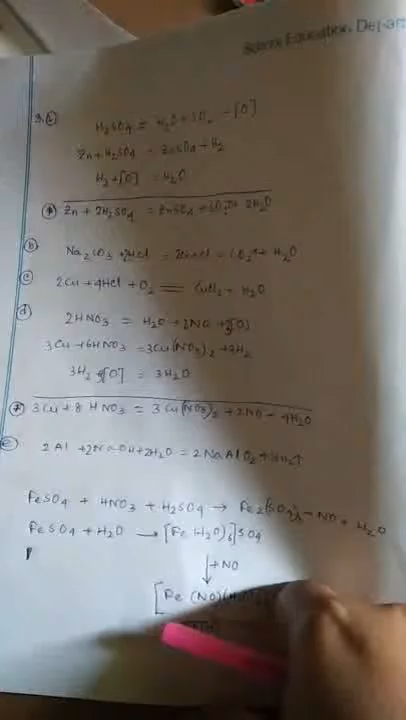 School Education, Depar
H₂SO₄ = H₂O + SO₂ - [O]
Zn + H₂SO₄ - ZnSO₄ + H₂
H₂ + [O] = H₂O
Zn + 2H₂SO₄ = ZnSO₄ + SO₂ + 2H₂O
(b) Na₂CO₃ + 2HCl = 2NaCl = CO₂ + H₂O
(c) 2Cu + 4HCl + O₂ = CuCl₂ + H₂O
(d)
2HNO₃ = H₂O + 2NO + 3[O]
3Cu + 6HNO₃ = 3Cu(NO₃)₂ + 3H₂
3H₂ + 3[O] = 3H₂O
3Cu + 8HNO₃ = 3Cu(NO₃)₂ + 2NO - 4H₂O
(e) 2Al + 2NaOH + 2H₂O = 2NaAlO₂ +
FeSO₄ + HNO₃ + H₂SO₄ → Fe₂(SO₄)₃ - NO + H₂O
FeSO₄ + H₂O → [Fe(H₂O)₆]SO₄
↓ +NO
[Fe(NO)(H